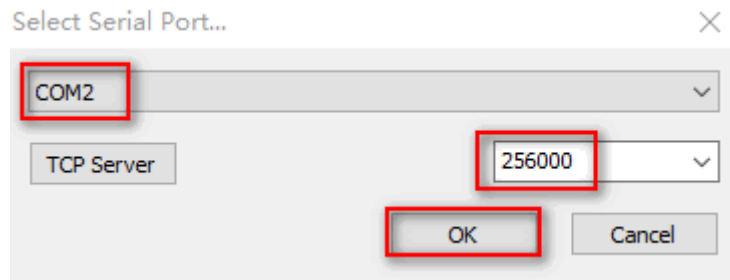 Select Serial Port...
COM2
TCP Server
256000
OK
Cancel